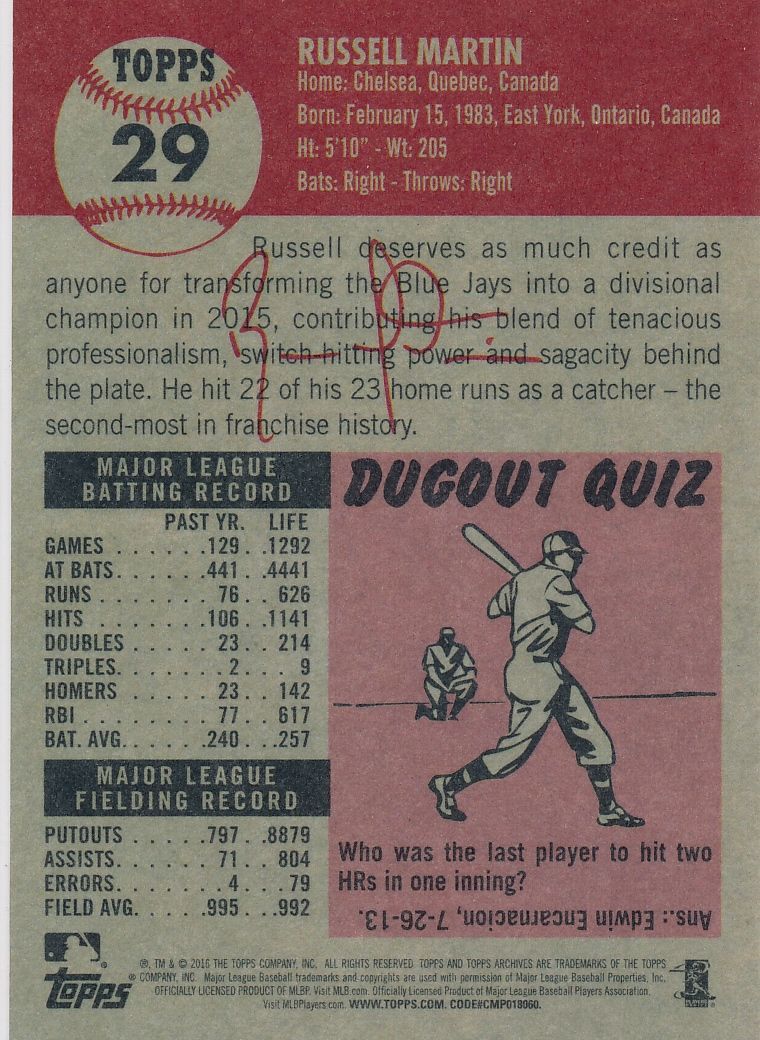 TOPPS
29
RUSSELL MARTIN
Home: Chelsea, Quebec, Canada
Born: February 15, 1983, East York, Ontario, Canada
Ht: 5'10" - Wt: 205
Bats: Right - Throws: Right
Russell deserves as much credit as
anyone for transforming the Blue Jays into a divisional
champion in 2015, contributing his blend of tenacious
professionalism, switch-hitting power and sagacity behind
the plate. He hit 22 of his 23 home runs as a catcher – the
second-most in franchise history.
MAJOR LEAGUE
BATTING RECORD
PAST YR. LIFE
GAMES . . . . . .129. .1292
AT BATS. . . . . .441. .4441
RUNS . . . . . . . 76. . 626
HITS . . . . . . .106. .1141
DOUBLES . . . . . 23. . 214
TRIPLES. . . . . . 2. . . 9
HOMERS . . . . . 23. . 142
RBI . . . . . . . . 77. . 617
BAT. AVG. . . . .240. . .257
MAJOR LEAGUE
FIELDING RECORD
PUTOUTS . . . . .797. .8879
ASSISTS. . . . . . 71. . 804
ERRORS. . . . . . 4. . . 79
FIELD AVG. . . . .995. . .992
DUGOUT QUIZ
Who was the last player to hit two
HRs in one inning?
Ans.: Edwin Encarnacion, 7-26-13.
topps
®, TM & © 2016 THE TOPPS COMPANY, INC. ALL RIGHTS RESERVED. TOPPS AND TOPPS ARCHIVES ARE TRADEMARKS OF THE TOPPS
COMPANY, INC. Major League Baseball trademarks and copyrights are used with permission of Major League Baseball Properties, Inc.
OFFICIALLY LICENSED PRODUCT OF MLBP. Visit MLB.com. Officially Licensed Product of Major League Baseball Players Association.
Visit MLBPlayers.com. WWW.TOPPS.COM. CODE#CMP018060.